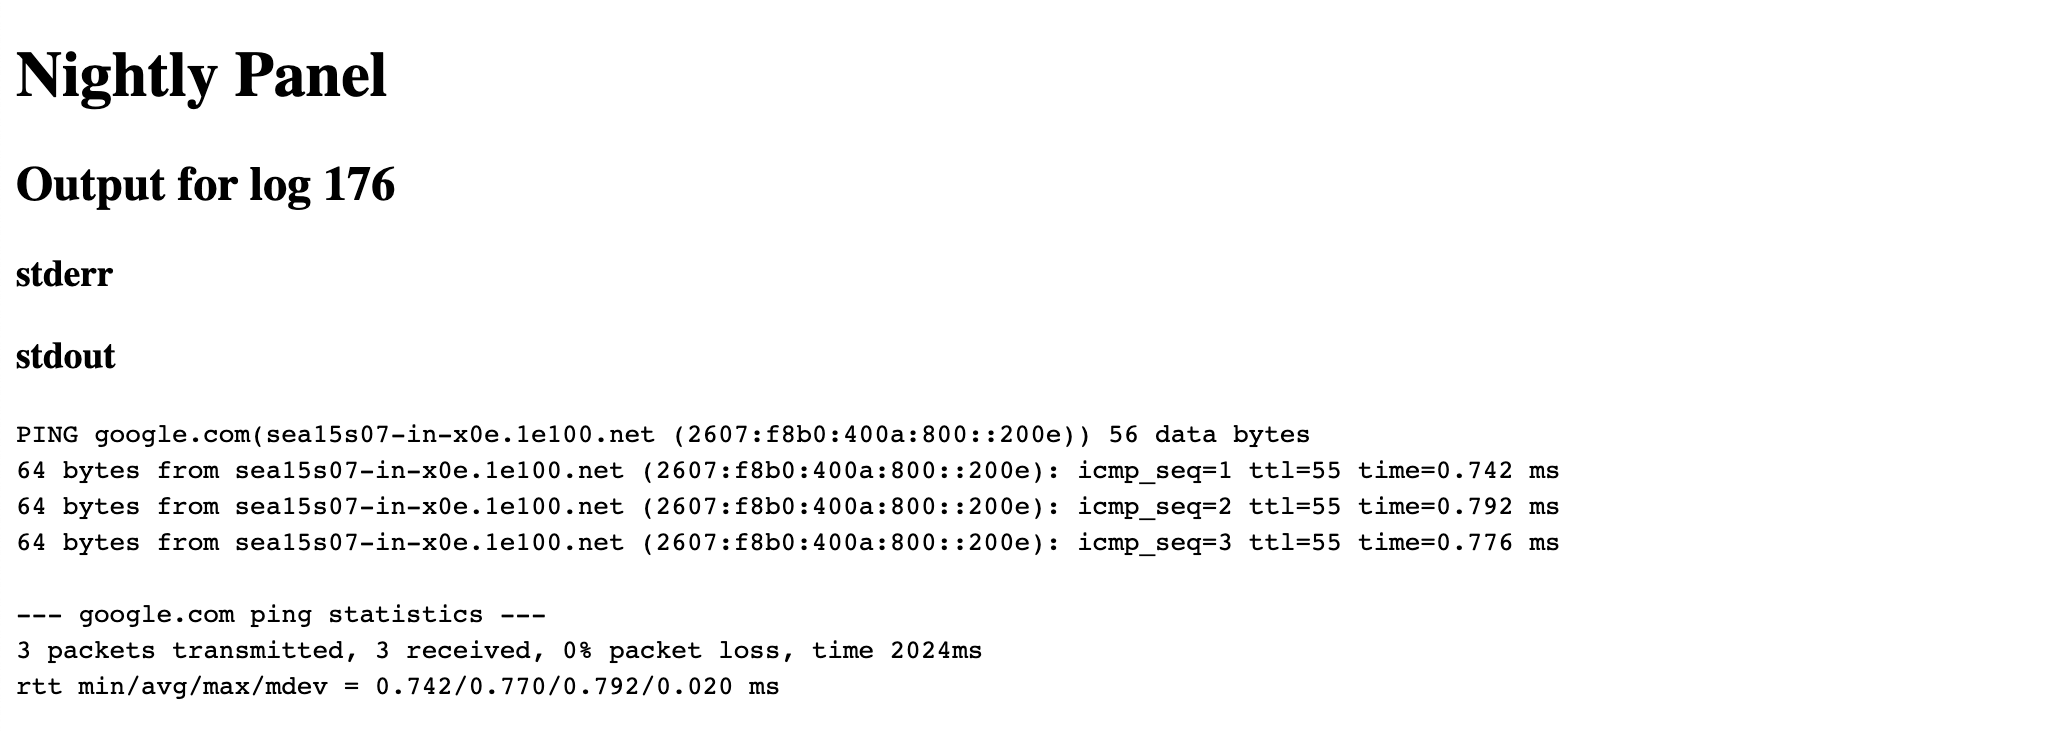 Nightly Panel
Output for log 176
stderr
stdout
PING google.com(sea15s07-in-x0e.1e100.net (2607:f8b0:400a:800::200e)) 56 data bytes
64 bytes from sea15s07-in-x0e.1e100.net (2607:f8b0:400a:800::200e): icmp_seq=1 ttl=55 time=0.742 ms
64 bytes from sea15s07-in-x0e.1e100.net (2607:f8b0:400a:800::200e): icmp_seq=2 ttl=55 time=0.792 ms
64 bytes from sea15s07-in-x0e.1e100.net (2607:f8b0:400a:800::200e): icmp_seq=3 ttl=55 time=0.776 ms
--- google.com ping statistics ---
3 packets transmitted, 3 received, 0% packet loss, time 2024ms
rtt min/avg/max/mdev = 0.742/0.770/0.792/0.020 ms